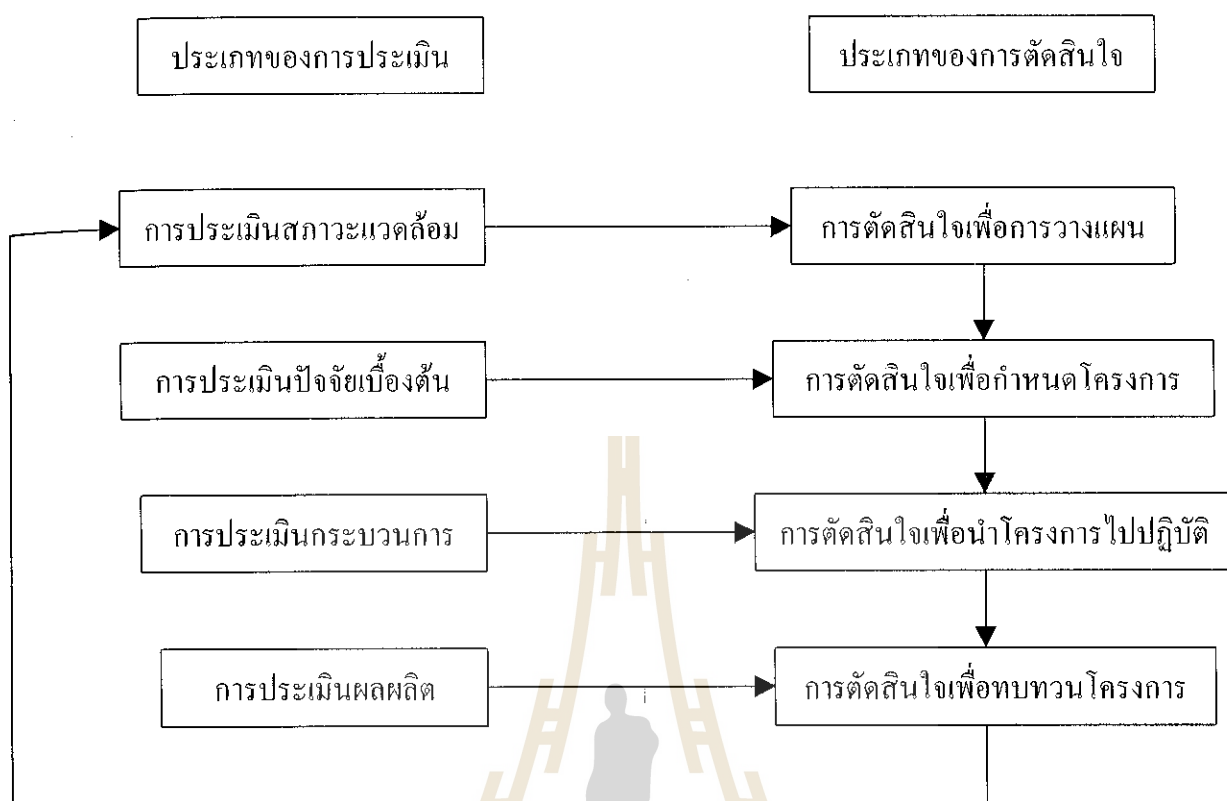 ประเภทของการประเมิน
ประเภทของการตัดสินใจ
การประเมินสภาวะแวดล้อม
การตัดสินใจเพื่อการวางแผน
การประเมินปัจจัยเบื้องต้น
การตัดสินใจเพื่อกำหนดโครงการ
การประเมินกระบวนการ
การตัดสินใจเพื่อนำโครงการไปปฏิบัติ
การประเมินผลผลิต
การตัดสินใจเพื่อทบทวนโครงการ